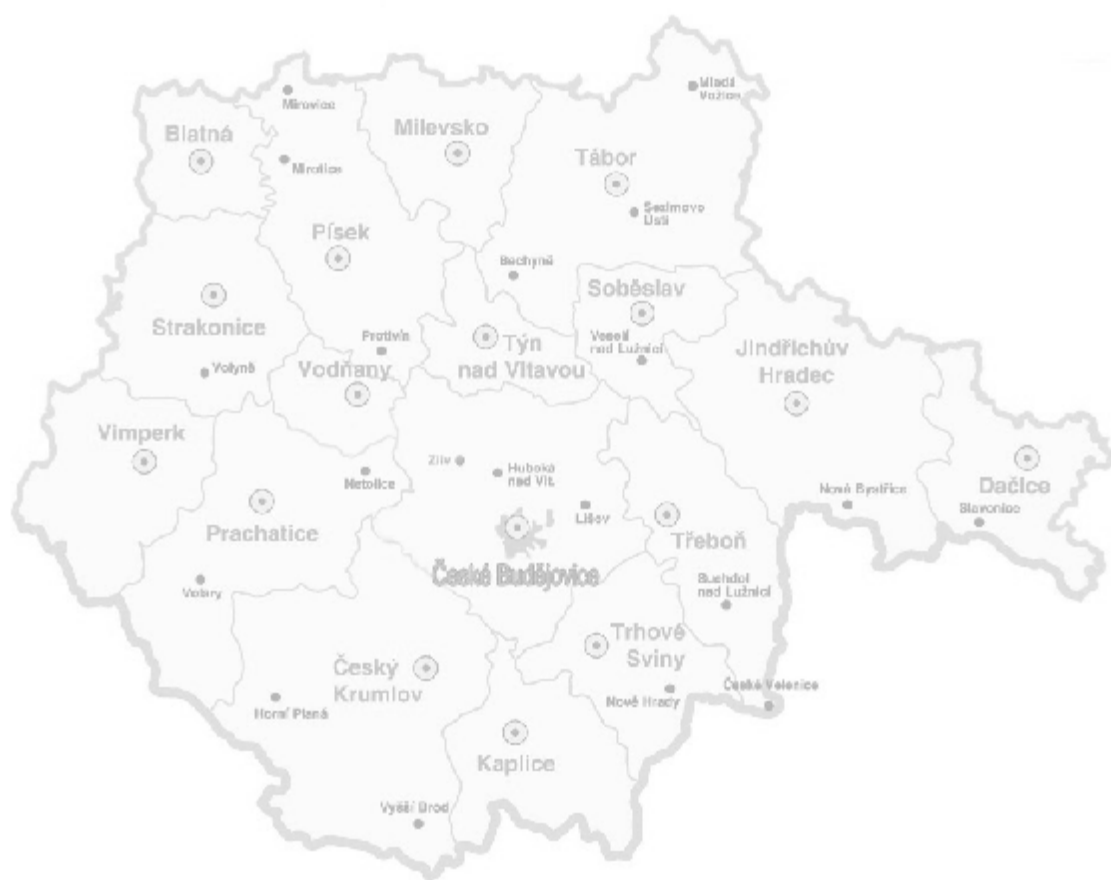 Mladá
Vožice
Mirovice
Milevsko
Blatná
Tábor
Mirotice
Sezimovo
Ústí
Písek
Bechyně
Soběslav
Strakonice
Protivín
Týn
nad Vltavou
Veselí
nad Lužnicí
Jindřichův
Hradec
Volyně
Vodňany
Vimperk
Zliv
Hluboká
nad Vlt.
Netolice
Dačice
Nová Bystřice
Slavonice
Lišov
Prachatice
Třeboň
České Budějovice
Suchdol
nad Lužnicí
Volary
Trhové
Sviny
Český
Krumlov
České Velenice
Nové Hrady
Horní Planá
Kaplice
Vyšší Brod